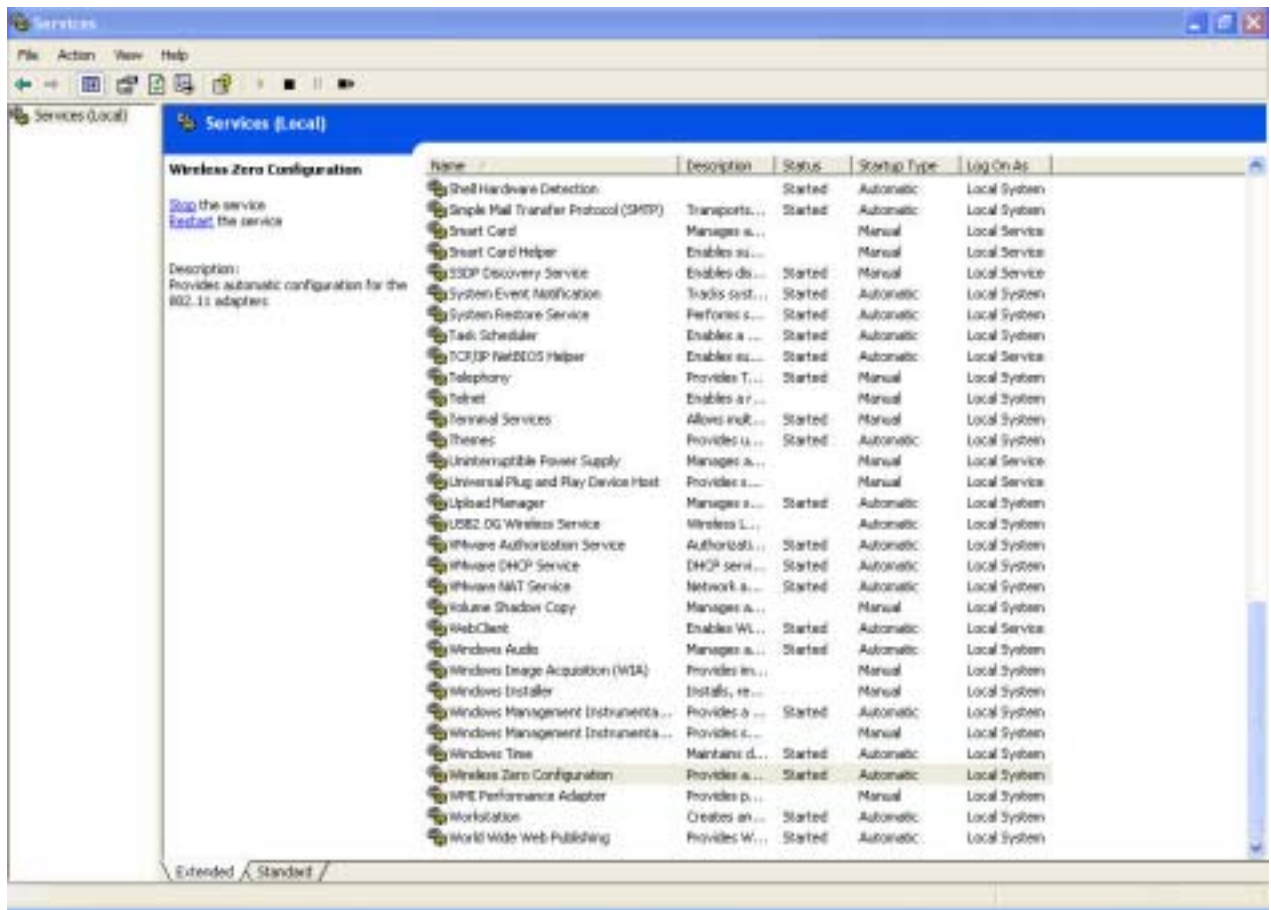 Services
File Action View Help
Services (Local)
Services (Local)
Wireless Zero Configuration
Stop the service
Restart the service
Description:
Provides automatic configuration for the
802.11 adapters
Name Description Status Startup Type Log On As
Shell Hardware Detection Started Automatic Local System
Simple Mail Transfer Protocol (SMTP) Transports... Started Automatic Local System
Smart Card Manages a... Manual Local Service
Smart Card Helper Enables su... Manual Local Service
SSDP Discovery Service Enables dis... Started Manual Local Service
System Event Notification Tracks syst... Started Automatic Local System
System Restore Service Performs s... Started Automatic Local System
Task Scheduler Enables a ... Started Automatic Local System
TCP/IP NetBIOS Helper Enables su... Started Automatic Local Service
Telephony Provides T... Started Manual Local System
Telnet Enables a r... Manual Local System
Terminal Services Allows mult... Started Manual Local System
Themes Provides u... Started Automatic Local System
Uninterruptible Power Supply Manages a... Manual Local Service
Universal Plug and Play Device Host Provides s... Manual Local Service
Upload Manager Manages s... Started Automatic Local System
USB2.0G Wireless Service Wireless L... Automatic Local System
VMware Authorization Service Authorizati... Started Automatic Local System
VMware DHCP Service DHCP servi... Started Automatic Local System
VMware NAT Service Network a... Started Automatic Local System
Volume Shadow Copy Manages a... Manual Local System
WebClient Enables Wi... Started Automatic Local Service
Windows Audio Manages a... Started Automatic Local System
Windows Image Acquisition (WIA) Provides im... Manual Local System
Windows Installer Installs, re... Manual Local System
Windows Management Instrumenta... Provides a ... Started Automatic Local System
Windows Management Instrumenta... Provides s... Manual Local System
Windows Time Maintains d... Started Automatic Local System
Wireless Zero Configuration Provides a... Started Automatic Local System
WMI Performance Adapter Provides p... Manual Local System
Workstation Creates an... Started Automatic Local System
World Wide Web Publishing Provides W... Started Automatic Local System
Extended Standard